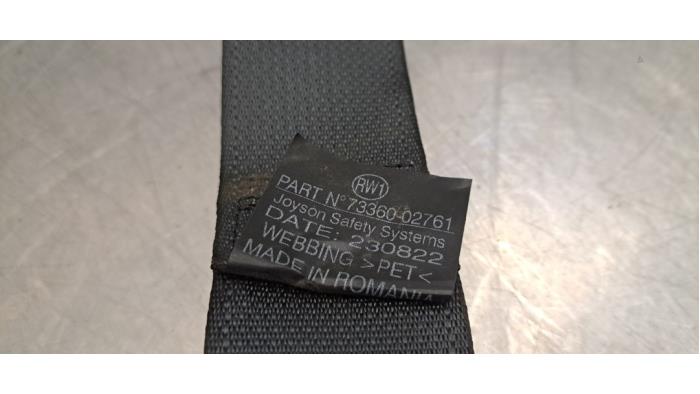 RW1
PART N° 73360-02761
Joyson Safety Systems
DATE: 230822
WEBBING >PET<
MADE IN ROMANIA